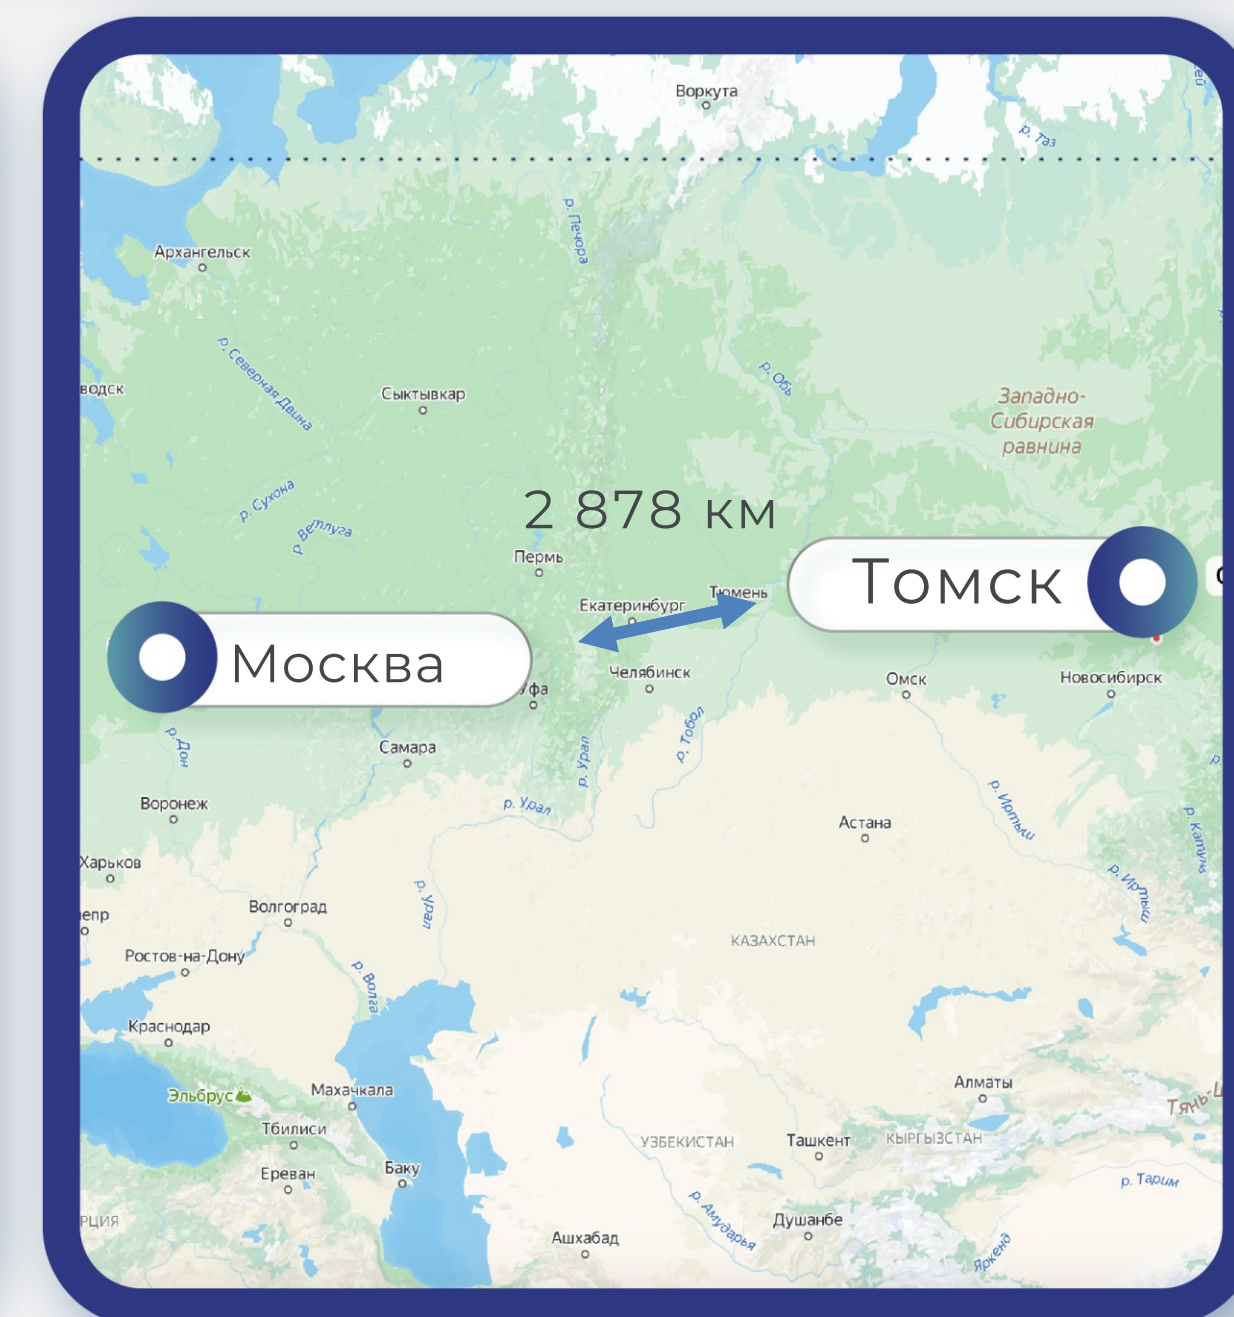 Воркута
р. Таз
р. Печора
Архангельск
р. Северная Двина
водск
Сыктывкар
р. Обь
Западно-
Сибирская
равнина
р. Сухона
р. Ветлуга
2 878 км
Пермь
Тюмень
Томск
Екатеринбург
Москва
Челябинск
Уфа
Омск
Новосибирск
р. Дон
Самара
р. Урал
р. Тобол
Воронеж
р. Урал
р. Иртыш
Астана
р. Катунь
Харьков
р. Урал
р. Иртыш
Волгоград
епр
КАЗАХСТАН
Ростов-на-Дону
р. Волга
Краснодар
Эльбрус
Махачкала
Алматы
Тянь-Ш
Тбилиси
УЗБЕКИСТАН
Ташкент
КЫРГЫЗСТАН
Ереван
Баку
р. Тарим
РЦИЯ
р. Амударья
Душанбе
Ашхабад
Яркенд